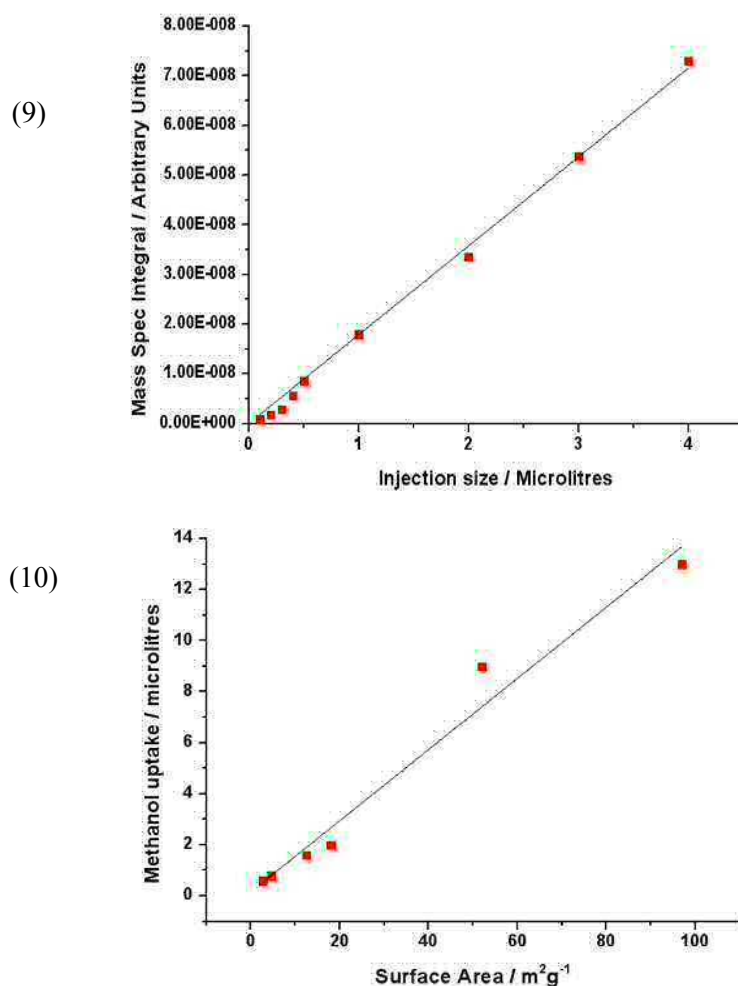 (9)
8.00E-008
7.00E-008
6.00E-008
5.00E-008
4.00E-008
3.00E-008
2.00E-008
1.00E-008
0.00E+000
Mass Spec Integral / Arbitrary Units
0 1 2 3 4
Injection size / Microlitres
(10)
14
12
10
8
6
4
2
0
Methanol uptake / microlitres
0 20 40 60 80 100
Surface Area / m²g⁻¹